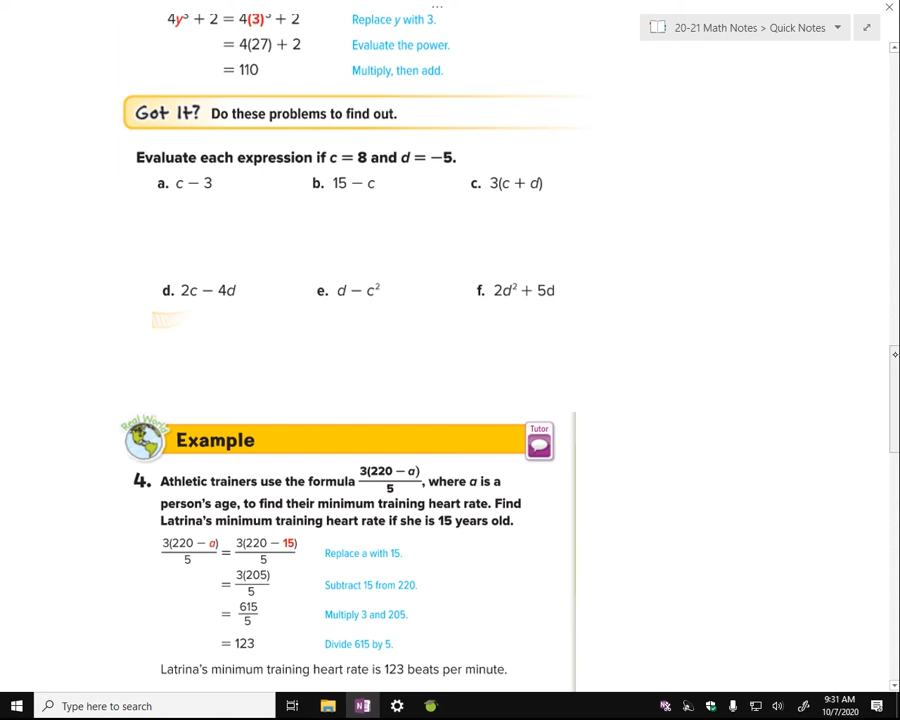 20-21 Math Notes > Quick Notes
4y³ + 2 = 4(3)³ + 2 Replace y with 3.
= 4(27) + 2 Evaluate the power.
= 110 Multiply, then add.
Got It? Do these problems to find out.
Evaluate each expression if c = 8 and d = −5.
a. c − 3 b. 15 − c c. 3(c + d)
d. 2c − 4d e. d − c² f. 2d² + 5d
Real World
Example
Tutor
4. Athletic trainers use the formula 3(220 − a)/5, where a is a
person's age, to find their minimum training heart rate. Find
Latrina's minimum training heart rate if she is 15 years old.
3(220 − a)/5 = 3(220 − 15)/5 Replace a with 15.
= 3(205)/5 Subtract 15 from 220.
= 615/5 Multiply 3 and 205.
= 123 Divide 615 by 5.
Latrina's minimum training heart rate is 123 beats per minute.
Type here to search
9:31 AM
10/7/2020